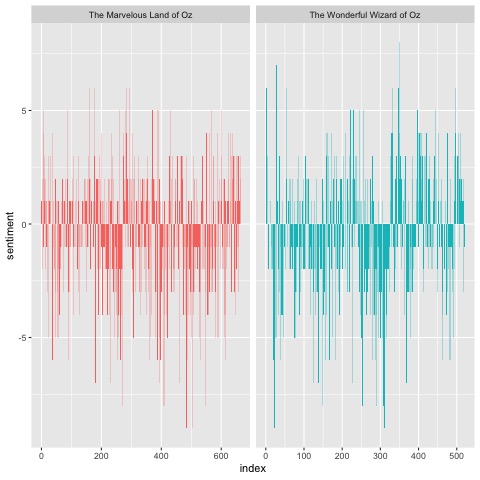 The Marvelous Land of Oz
The Wonderful Wizard of Oz
sentiment
5
0
-5
0 200 400 600
0 100 200 300 400 500
index